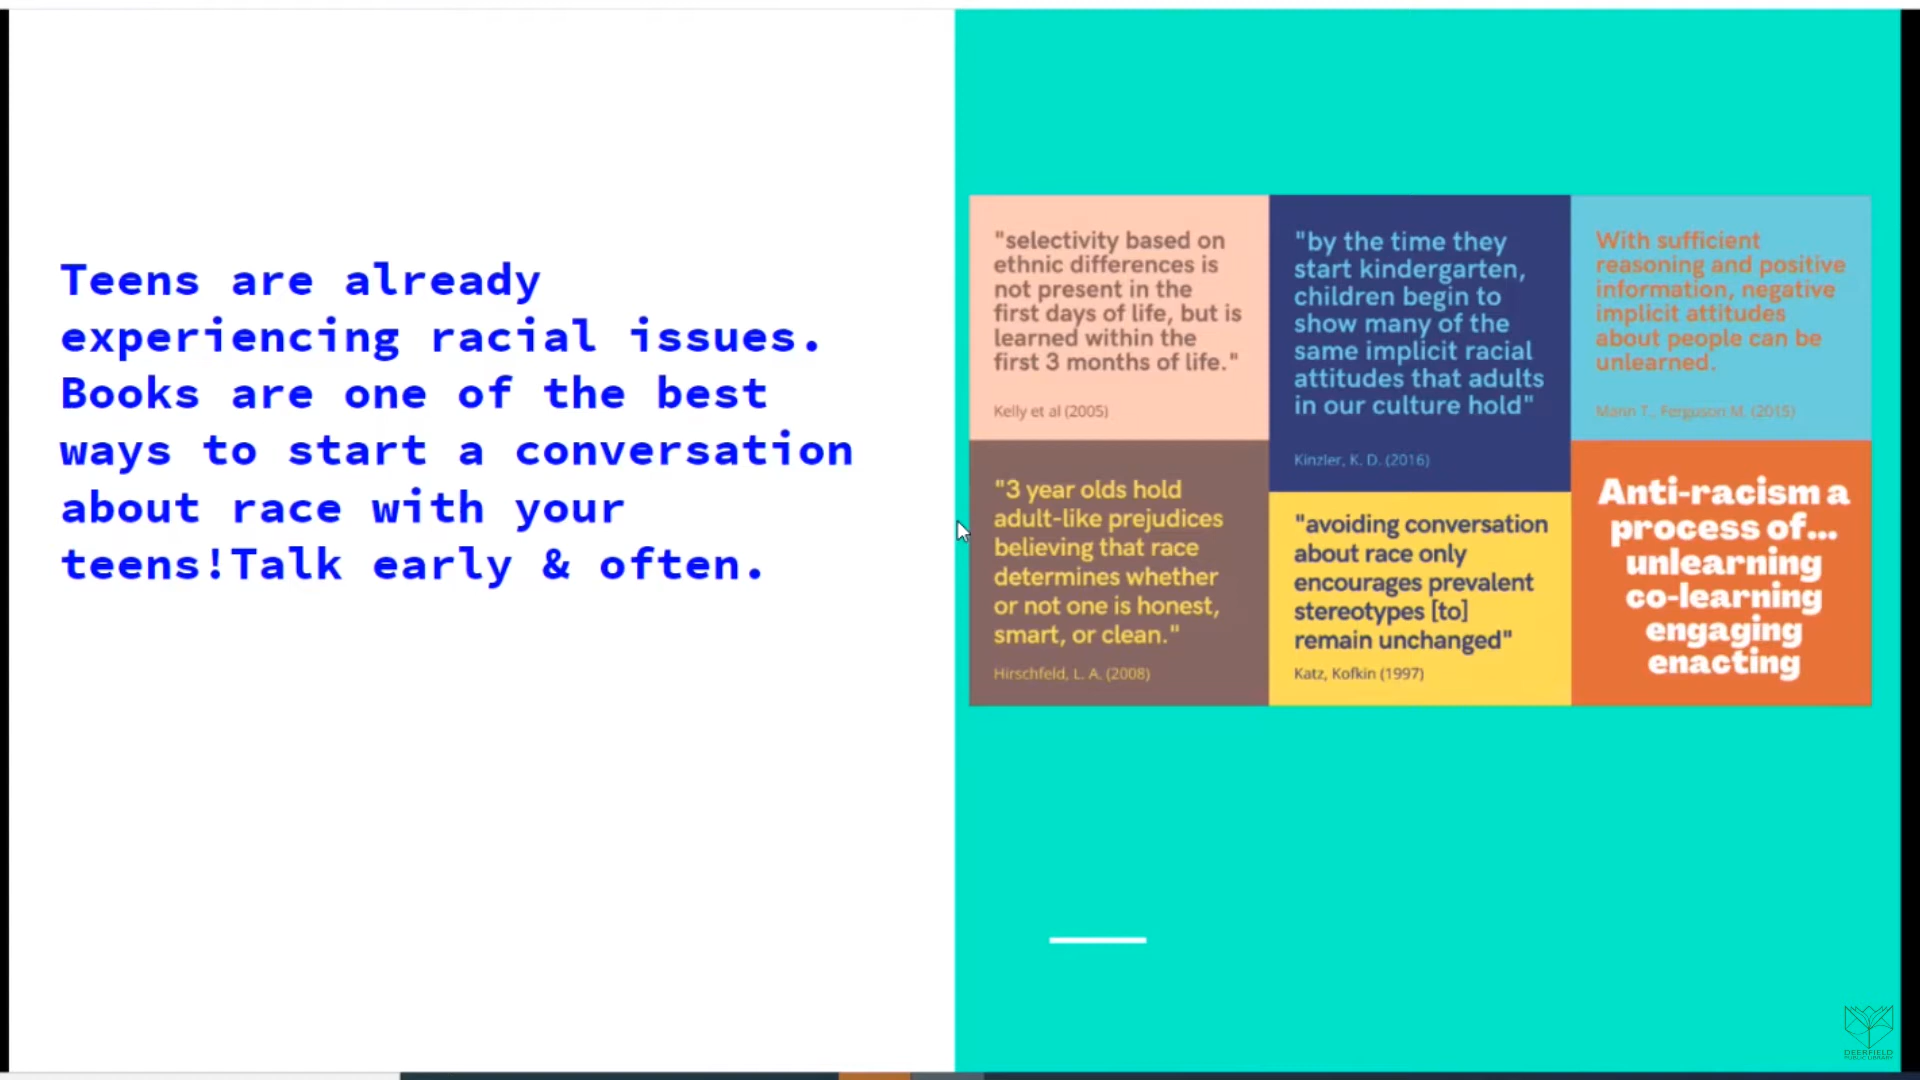 Teens are already
experiencing racial issues.
Books are one of the best
ways to start a conversation
about race with your
teens!Talk early & often.
"selectivity based on
ethnic differences is
not present in the
first days of life, but is
learned within the
first 3 months of life."
Kelly et al (2005)
"by the time they
start kindergarten,
children begin to
show many of the
same implicit racial
attitudes that adults
in our culture hold"
Kinzler, K. D. (2016)
With sufficient
reasoning and positive
information, negative
implicit attitudes
about people can be
unlearned.
Mann T., Ferguson M. (2015)
"3 year olds hold
adult-like prejudices
believing that race
determines whether
or not one is honest,
smart, or clean."
Hirschfeld, L. A. (2008)
"avoiding conversation
about race only
encourages prevalent
stereotypes [to]
remain unchanged"
Katz, Kofkin (1997)
Anti-racism a
process of...
unlearning
co-learning
engaging
enacting
DEERFIELD
PUBLIC LIBRARY